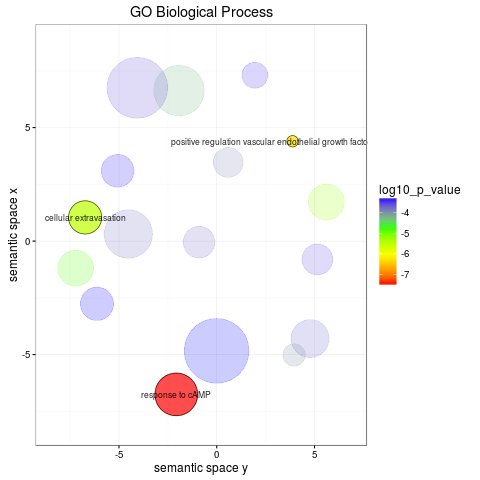 GO Biological Process
positive regulation vascular endothelial growth facto
cellular extravasation
response to cAMP
5
0
-5
-5
0
5
semantic space x
semantic space y
log10_p_value
-4
-5
-6
-7